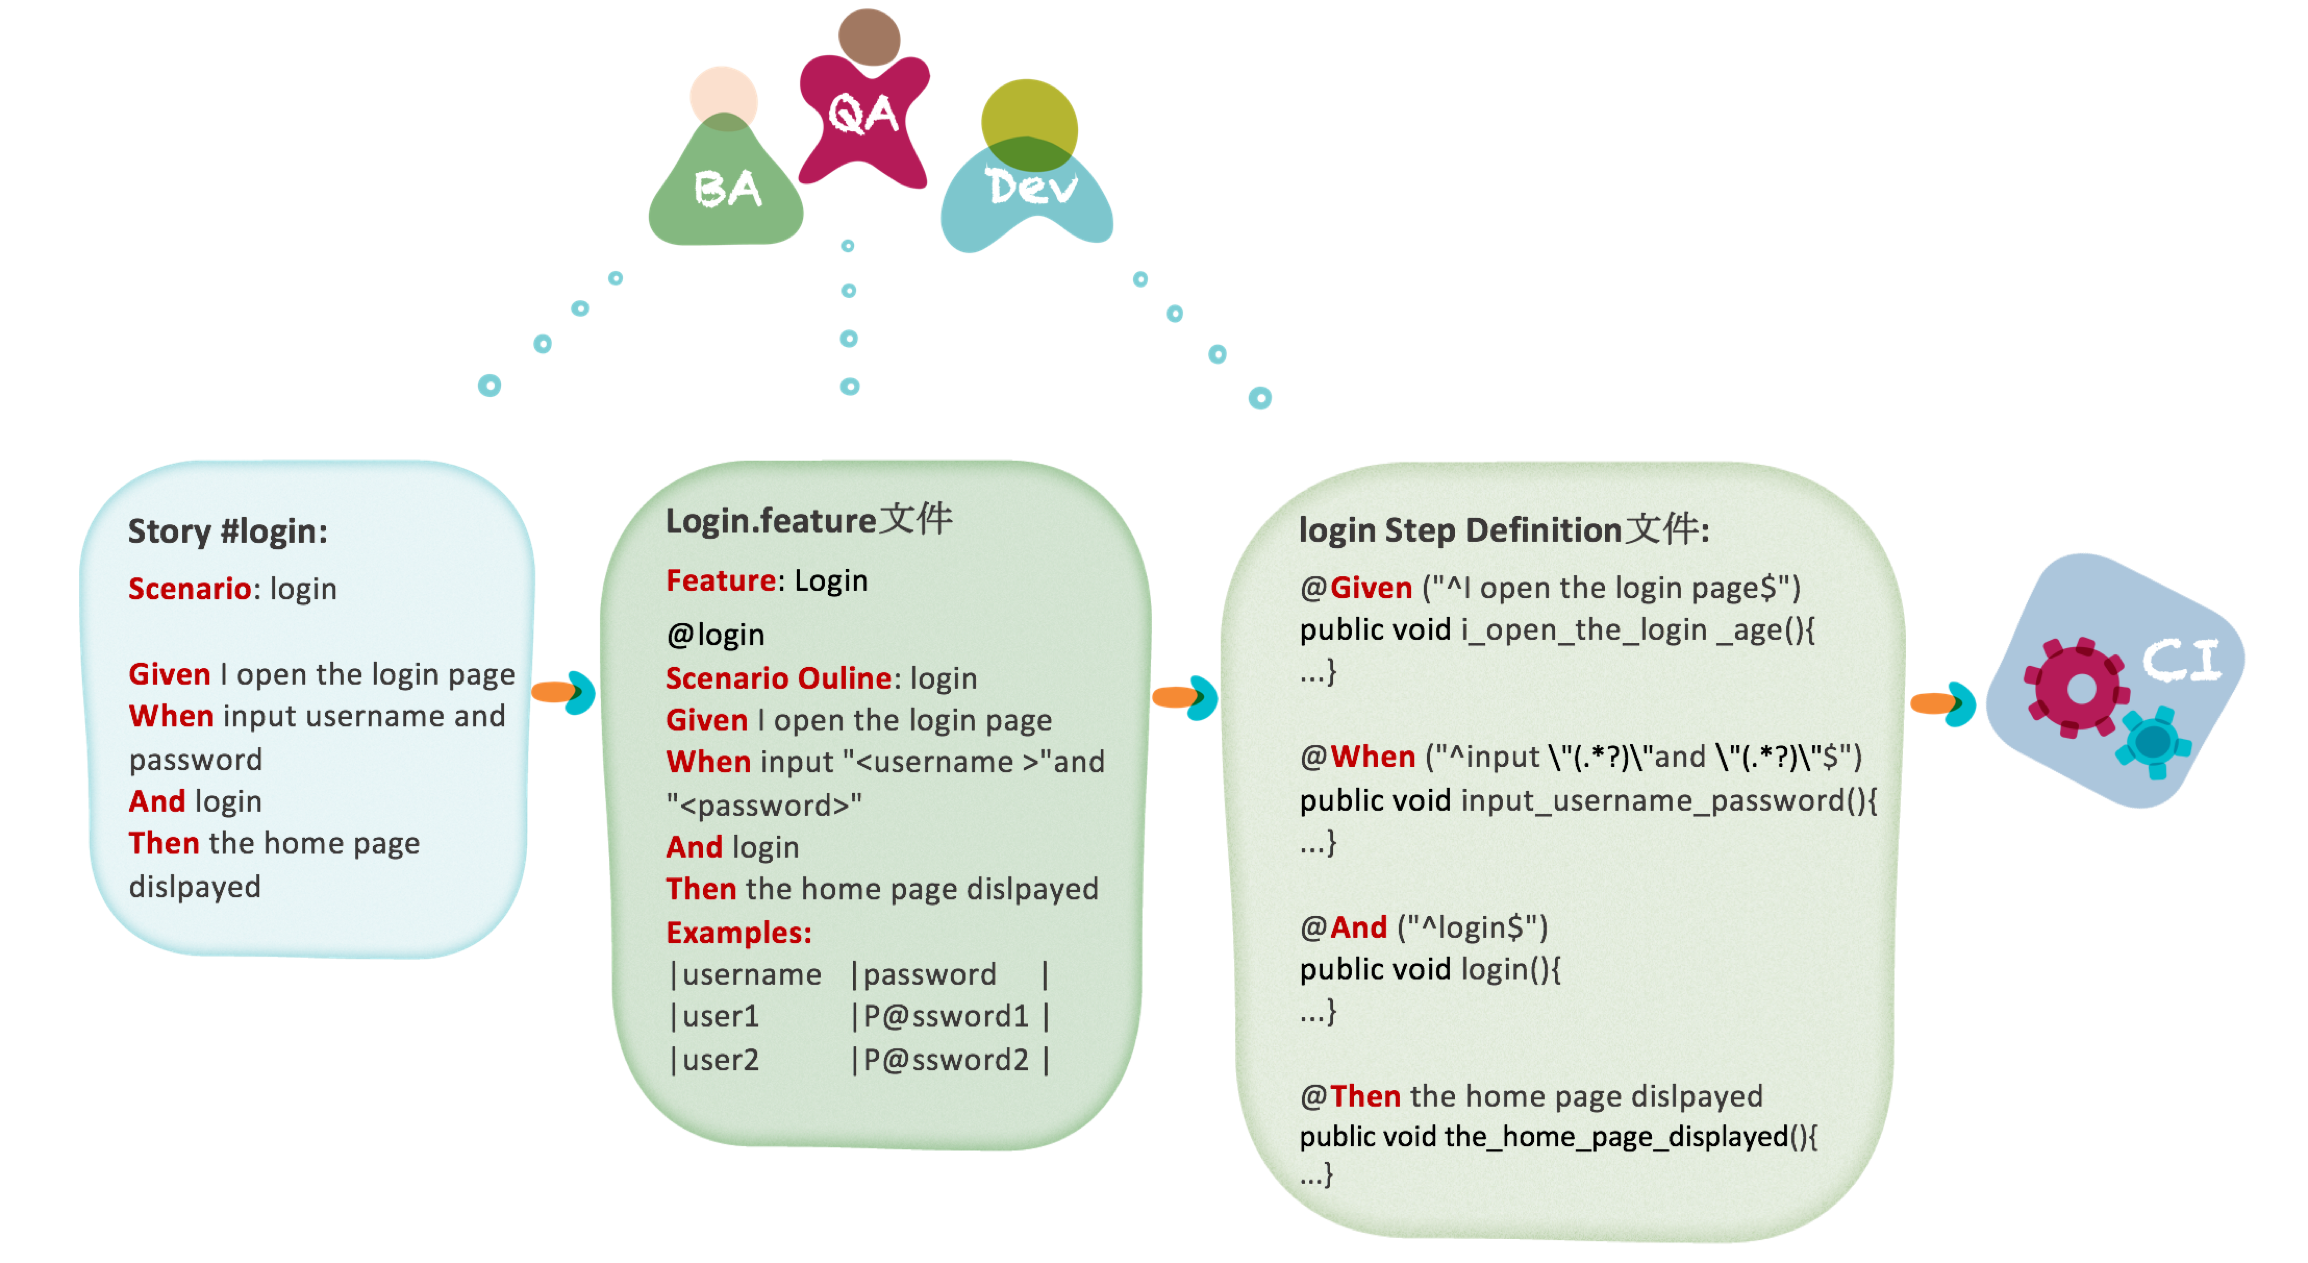 BA
QA
Dev
Story #login:
Scenario: login
Given I open the login page
When input username and
password
And login
Then the home page
dislpayed
Login.feature文件
Feature: Login
@login
Scenario Ouline: login
Given I open the login page
When input "<username >"and
"<password>"
And login
Then the home page dislpayed
Examples:
|username |password |
|user1 |P@ssword1 |
|user2 |P@ssword2 |
login Step Definition文件:
@Given ("^I open the login page$")
public void i_open_the_login _age(){
...}
@When ("^input \"(.*?)\"and \"(.*?)\"$")
public void input_username_password(){
...}
@And ("^login$")
public void login(){
...}
@Then the home page dislpayed
public void the_home_page_displayed(){
...}
CI